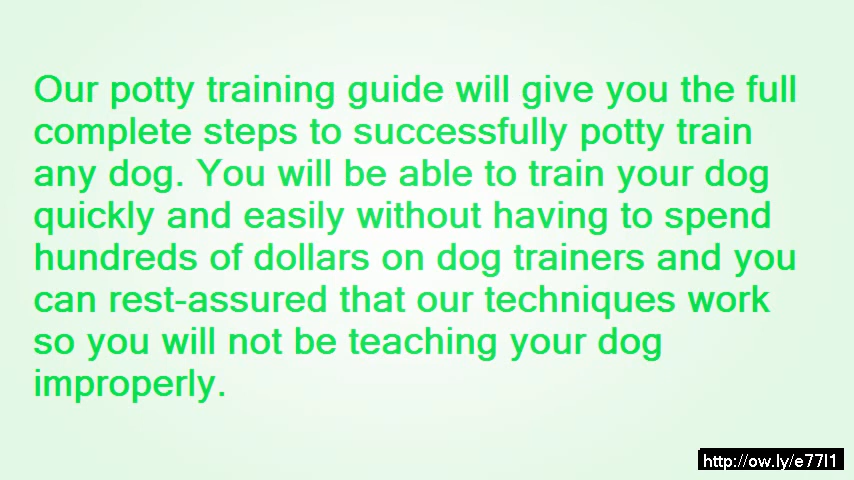 Our potty training guide will give you the full
complete steps to successfully potty train
any dog. You will be able to train your dog
quickly and easily without having to spend
hundreds of dollars on dog trainers and you
can rest-assured that our techniques work
so you will not be teaching your dog
improperly.
http://ow.ly/e77l1